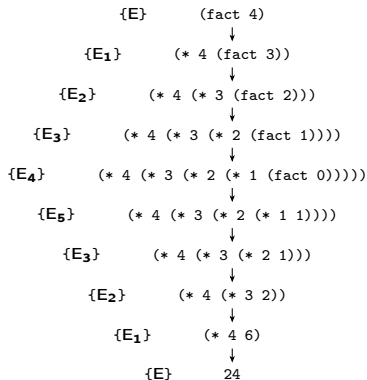 {E} (fact 4)
{E₁} (* 4 (fact 3))
{E₂} (* 4 (* 3 (fact 2)))
{E₃} (* 4 (* 3 (* 2 (fact 1))))
{E₄} (* 4 (* 3 (* 2 (* 1 (fact 0)))))
{E₅} (* 4 (* 3 (* 2 (* 1 1))))
{E₃} (* 4 (* 3 (* 2 1)))
{E₂} (* 4 (* 3 2))
{E₁} (* 4 6)
{E} 24